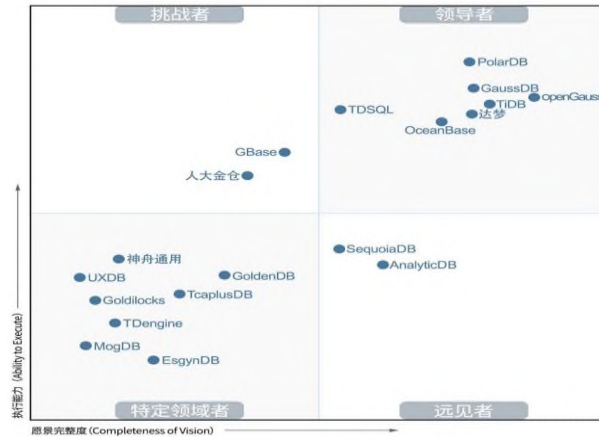 挑战者
领导者
PolarDB
GaussDB
openGauss
TiDB
TDSQL
达梦
OceanBase
GBase
人大金仓
神舟通用
UXDB
GoldenDB
TcaplusDB
Goldilocks
TDengine
MogDB
EsgynDB
SequoiaDB
AnalyticDB
特定领域者
远见者
执行能力 (Ability to Execute)
愿景完整度 (Completeness of Vision)